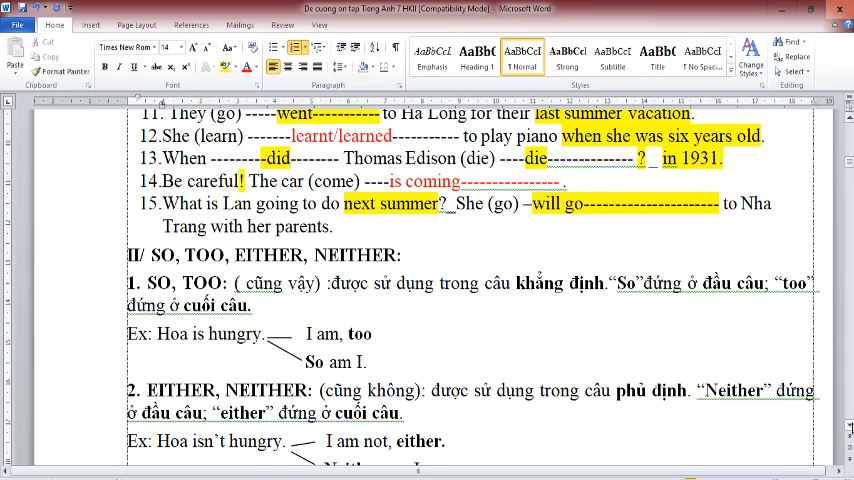 De cuong on tap Tieng Anh 7 HKII [Compatibility Mode] - Microsoft Word
File Home Insert Page Layout References Mailings Review View
Cut
Copy
Format Painter
Paste
Clipboard
Times New Rom 14
Font
Paragraph
AaBbCcI AaBbC AaBbCcI AaBbCcI AaBbCcI AaBbC AaBbCcI
Emphasis Heading 1 ¶ Normal Strong Subtitle Title ¶ No Spaci...
Styles
Change Styles
Find
Replace
Select
Editing
11. They (go) -----went----------- to Ha Long for their last summer vacation.
12.She (learn) -------learnt/learned----------- to play piano when she was six years old.
13.When ---------did-------- Thomas Edison (die) ----die-------------- ? _ in 1931.
14.Be careful! The car (come) ----is coming---------------- .
15.What is Lan going to do next summer? _She (go) –will go----------------------- to Nha
Trang with her parents.
II/ SO, TOO, EITHER, NEITHER:
1. SO, TOO: ( cũng vậy) :được sử dụng trong câu khẳng định.“So”đứng ở đầu câu; “too”
đứng ở cuối câu.
Ex: Hoa is hungry. I am, too
So am I.
2. EITHER, NEITHER: (cũng không): được sử dụng trong câu phủ định. “Neither” đứng
ở đầu câu; “either” đứng ở cuối câu.
Ex: Hoa isn’t hungry. I am not, either.